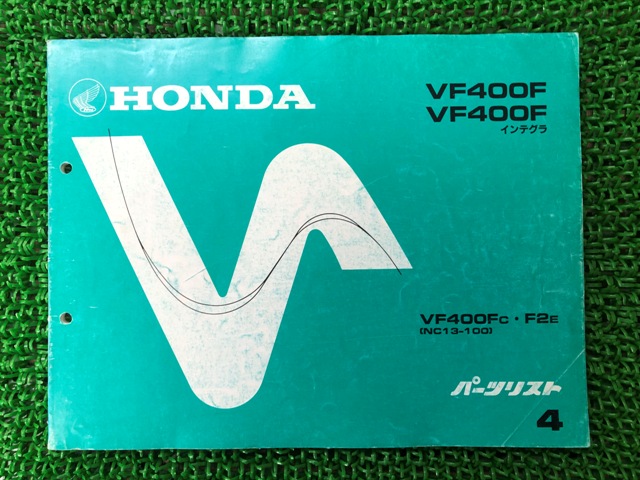 HONDA
VF400F
VF400F
インテグラ
VF400Fc・F2E
(NC13-100)
パーツリスト
4